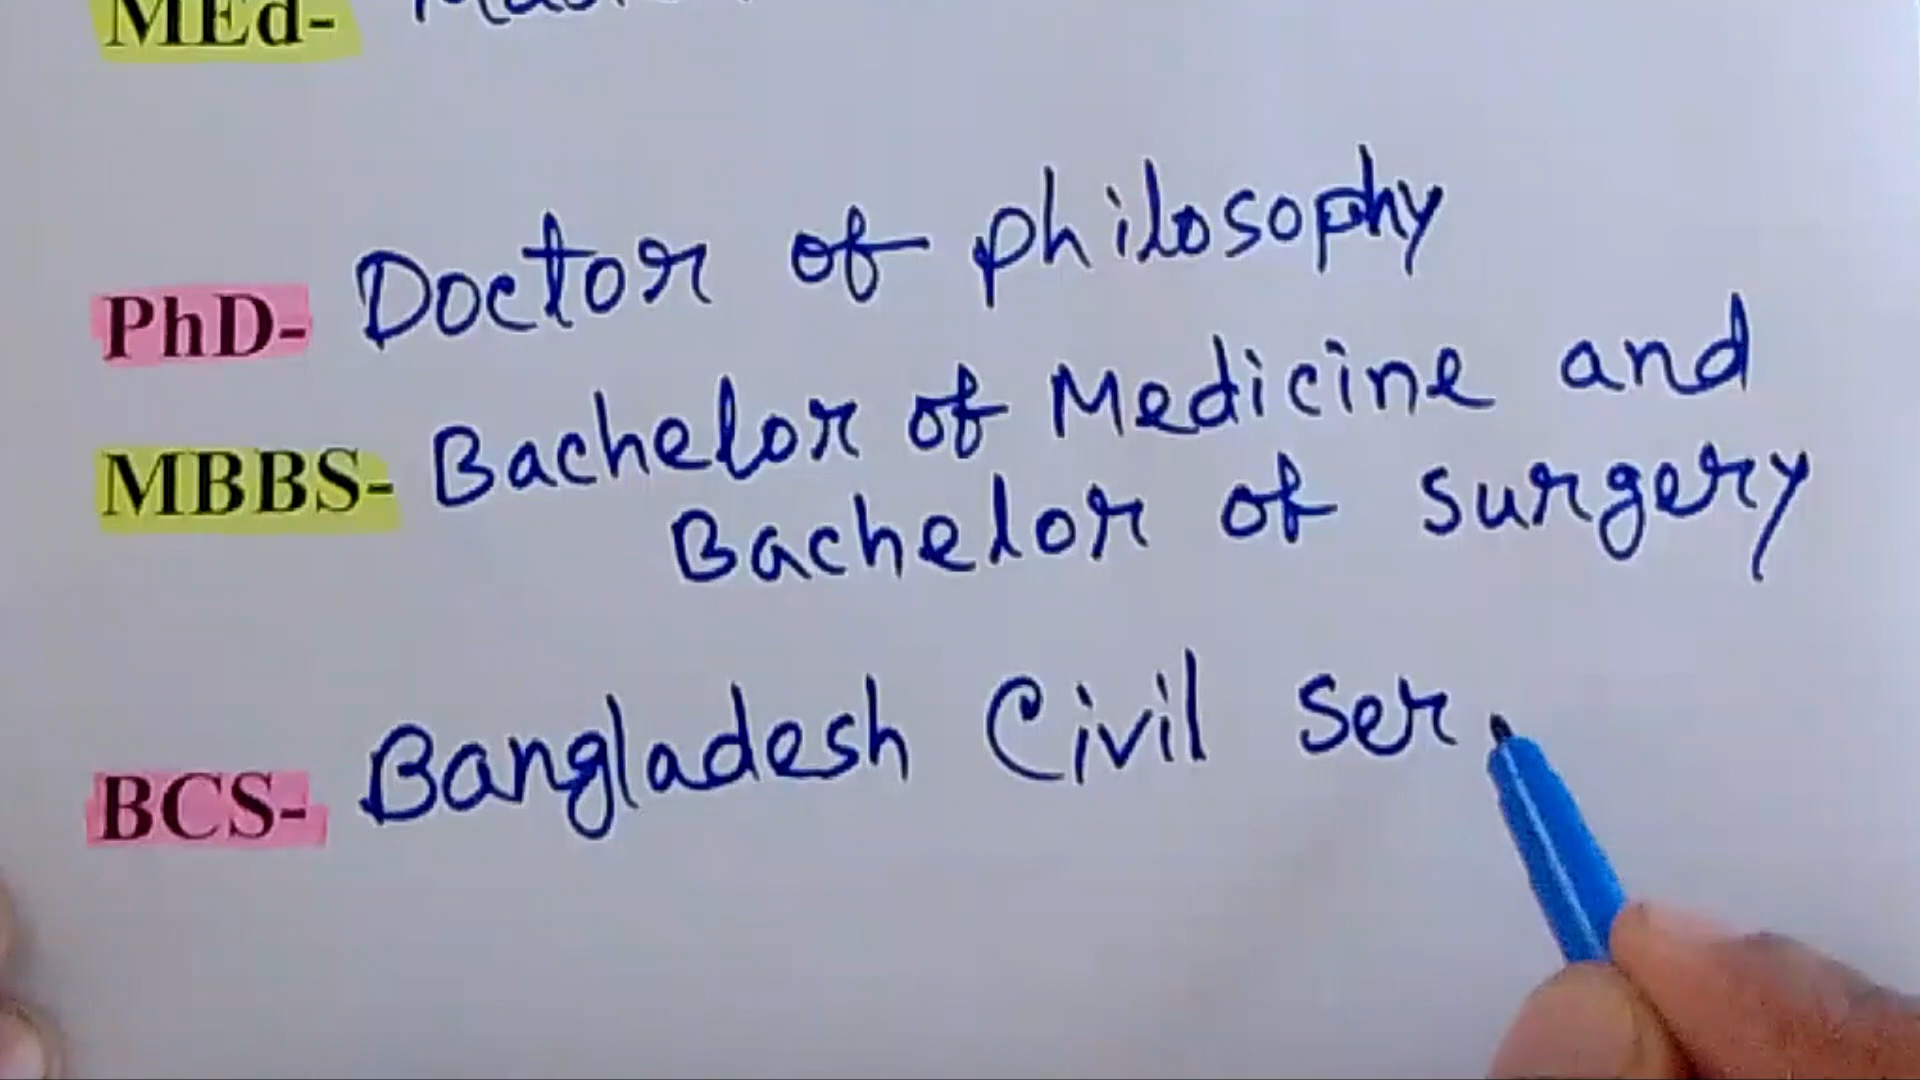 MEd-
PhD- Doctor of philosophy
MBBS- Bachelor of Medicine and
Bachelor of surgery
BCS- Bangladesh Civil Ser